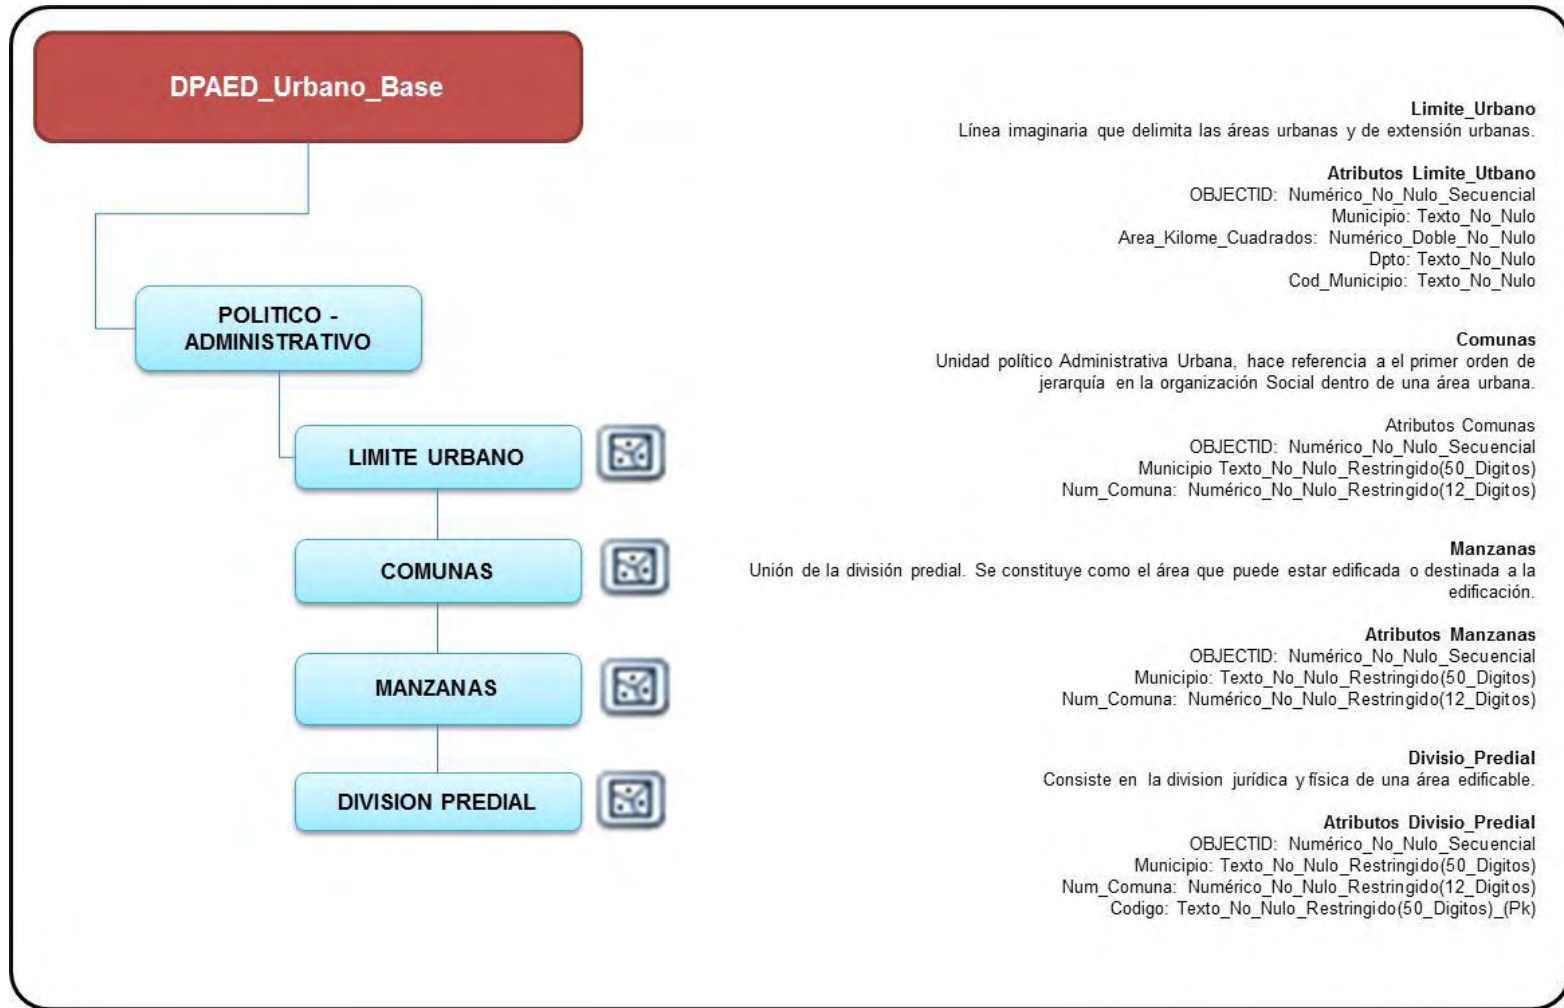 DPAED_Urbano_Base
POLITICO -
ADMINISTRATIVO
LIMITE URBANO
COMUNAS
MANZANAS
DIVISION PREDIAL
Limite_Urbano
Línea imaginaria que delimita las áreas urbanas y de extensión urbanas.
Atributos Limite_Utbano
OBJECTID: Numérico_No_Nulo_Secuencial
Municipio: Texto_No_Nulo
Area_Kilome_Cuadrados: Numérico_Doble_No_Nulo
Dpto: Texto_No_Nulo
Cod_Municipio: Texto_No_Nulo
Comunas
Unidad político Administrativa Urbana, hace referencia a el primer orden de
jerarquía en la organización Social dentro de una área urbana.
Atributos Comunas
OBJECTID: Numérico_No_Nulo_Secuencial
Municipio Texto_No_Nulo_Restringido(50_Digitos)
Num_Comuna: Numérico_No_Nulo_Restringido(12_Digitos)
Manzanas
Unión de la división predial. Se constituye como el área que puede estar edificada o destinada a la
edificación.
Atributos Manzanas
OBJECTID: Numérico_No_Nulo_Secuencial
Municipio: Texto_No_Nulo_Restringido(50_Digitos)
Num_Comuna: Numérico_No_Nulo_Restringido(12_Digitos)
Divisio_Predial
Consiste en la division jurídica y física de una área edificable.
Atributos Divisio_Predial
OBJECTID: Numérico_No_Nulo_Secuencial
Municipio: Texto_No_Nulo_Restringido(50_Digitos)
Num_Comuna: Numérico_No_Nulo_Restringido(12_Digitos)
Codigo: Texto_No_Nulo_Restringido(50_Digitos)_(Pk)